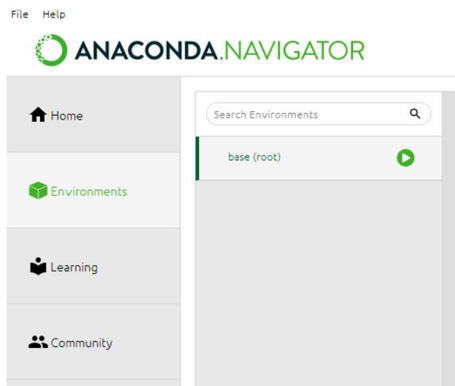 File Help
ANACONDA.NAVIGATOR
Home
Search Environments
base (root)
Environments
Learning
Community